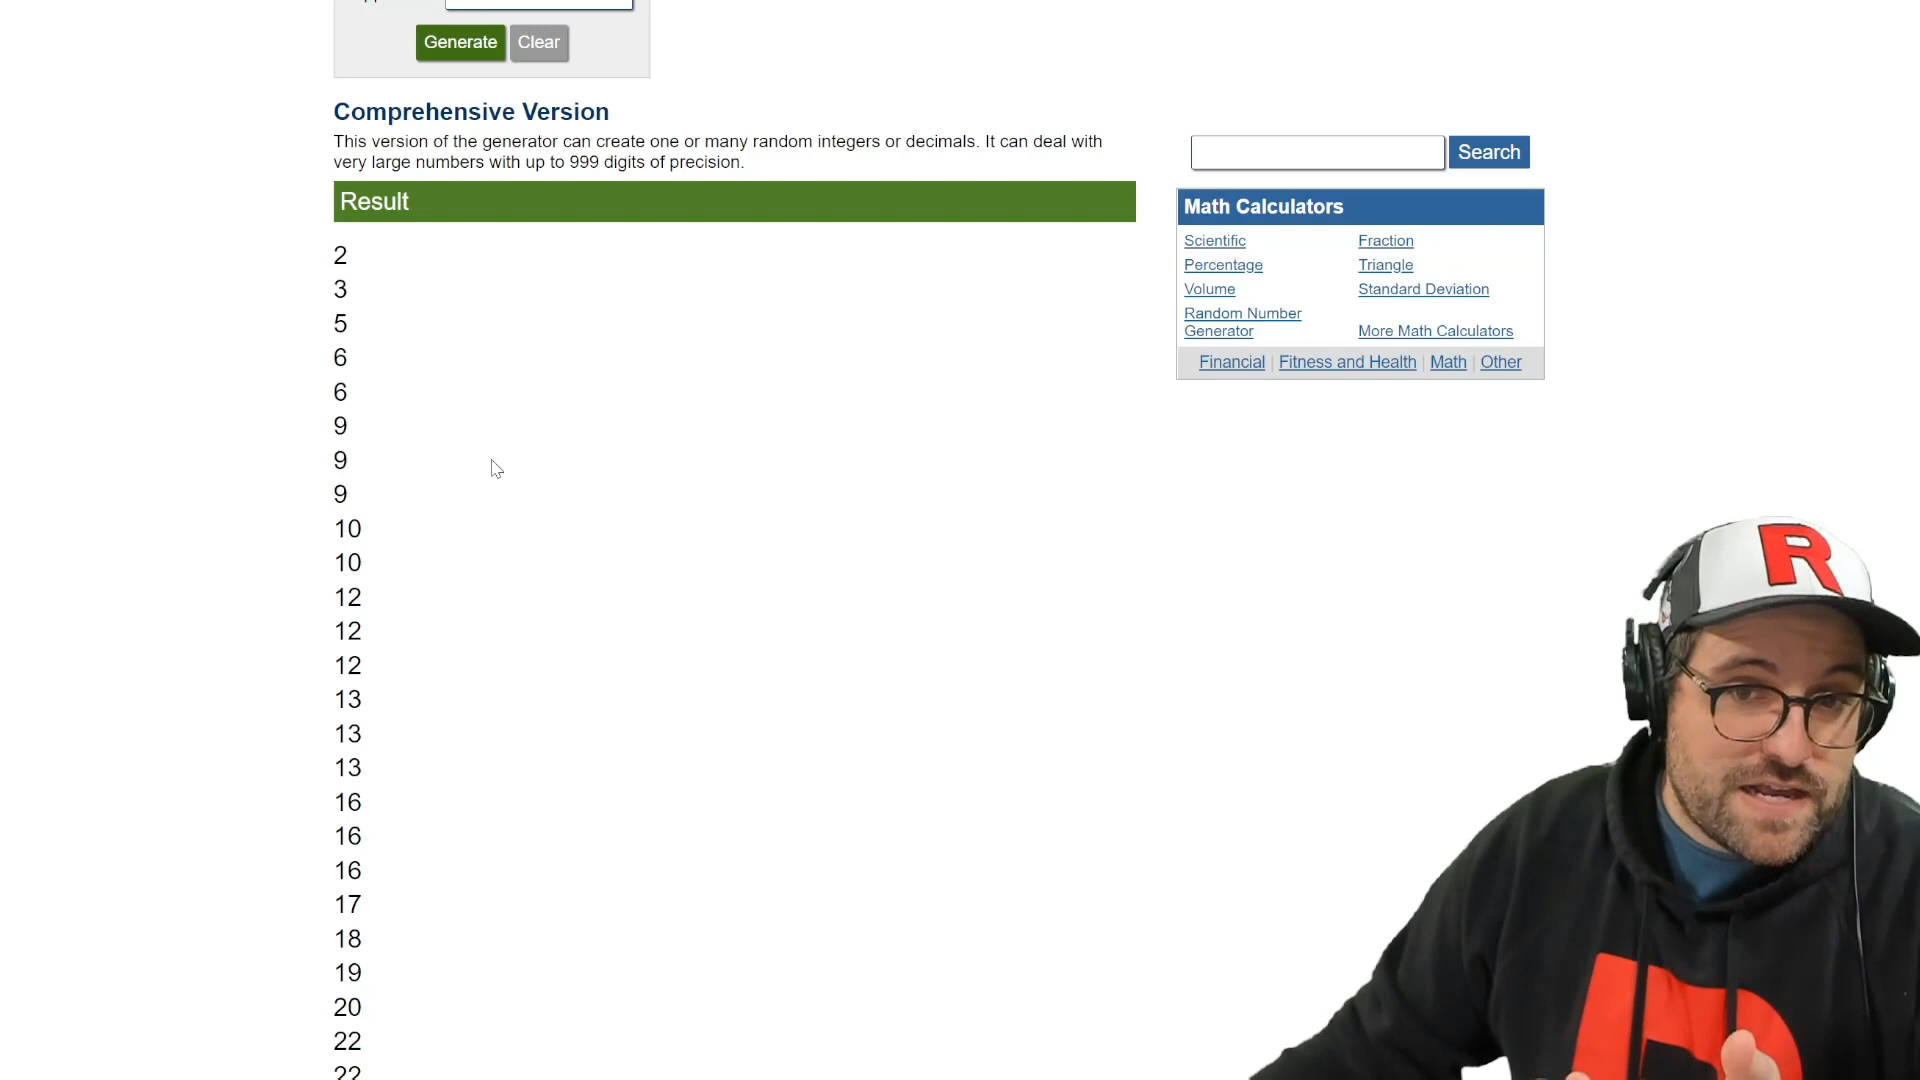 Generate Clear
Comprehensive Version
This version of the generator can create one or many random integers or decimals. It can deal with
very large numbers with up to 999 digits of precision.
Result
2
3
5
6
6
9
9
9
10
10
12
12
12
13
13
13
16
16
16
17
18
19
20
22
22
Search
Math Calculators
Scientific Fraction
Percentage Triangle
Volume Standard Deviation
Random Number
Generator More Math Calculators
Financial | Fitness and Health | Math | Other
R
R